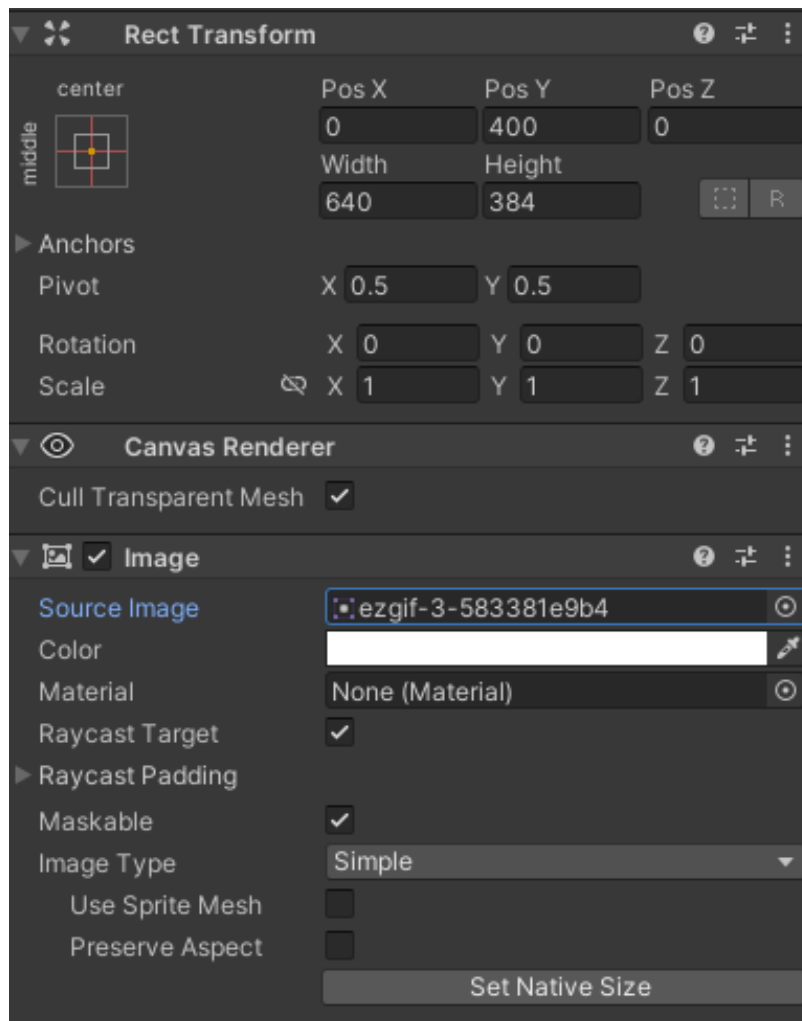 Rect Transform
center
middle
Pos X Pos Y Pos Z
0 400 0
Width Height
640 384
R
Anchors
Pivot X 0.5 Y 0.5
Rotation X 0 Y 0 Z 0
Scale X 1 Y 1 Z 1
Canvas Renderer
Cull Transparent Mesh
Image
Source Image ezgif-3-583381e9b4
Color
Material None (Material)
Raycast Target
Raycast Padding
Maskable
Image Type Simple
Use Sprite Mesh
Preserve Aspect
Set Native Size